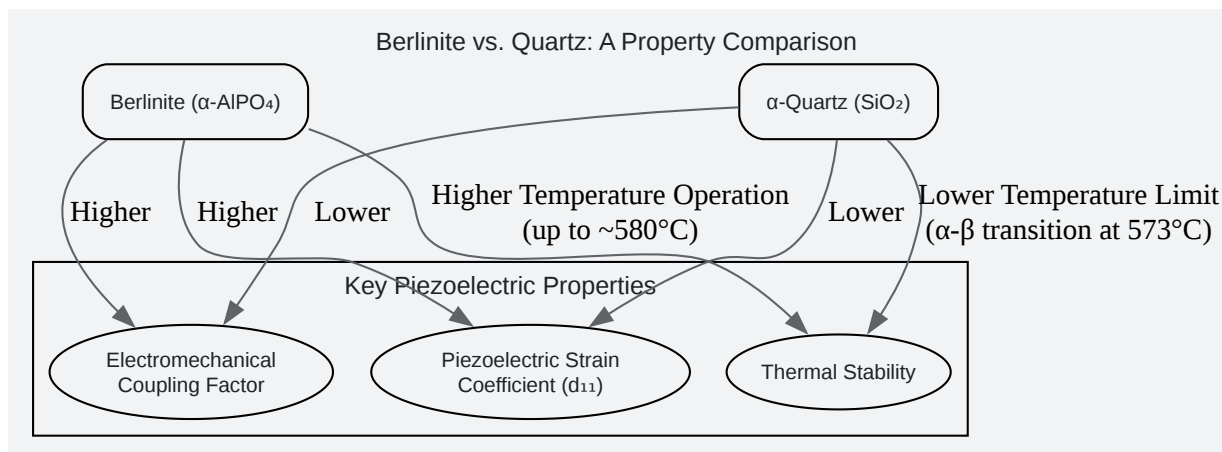 Berlinite vs. Quartz: A Property Comparison
Berlinite (α-AlPO₄)
α-Quartz (SiO₂)
Higher
Higher
Lower
Higher Temperature Operation
(up to ~580°C)
Lower
Lower Temperature Limit
(α-β transition at 573°C)
Key Piezoelectric Properties
Electromechanical
Coupling Factor
Piezoelectric Strain
Coefficient (d₁₁)
Thermal Stability